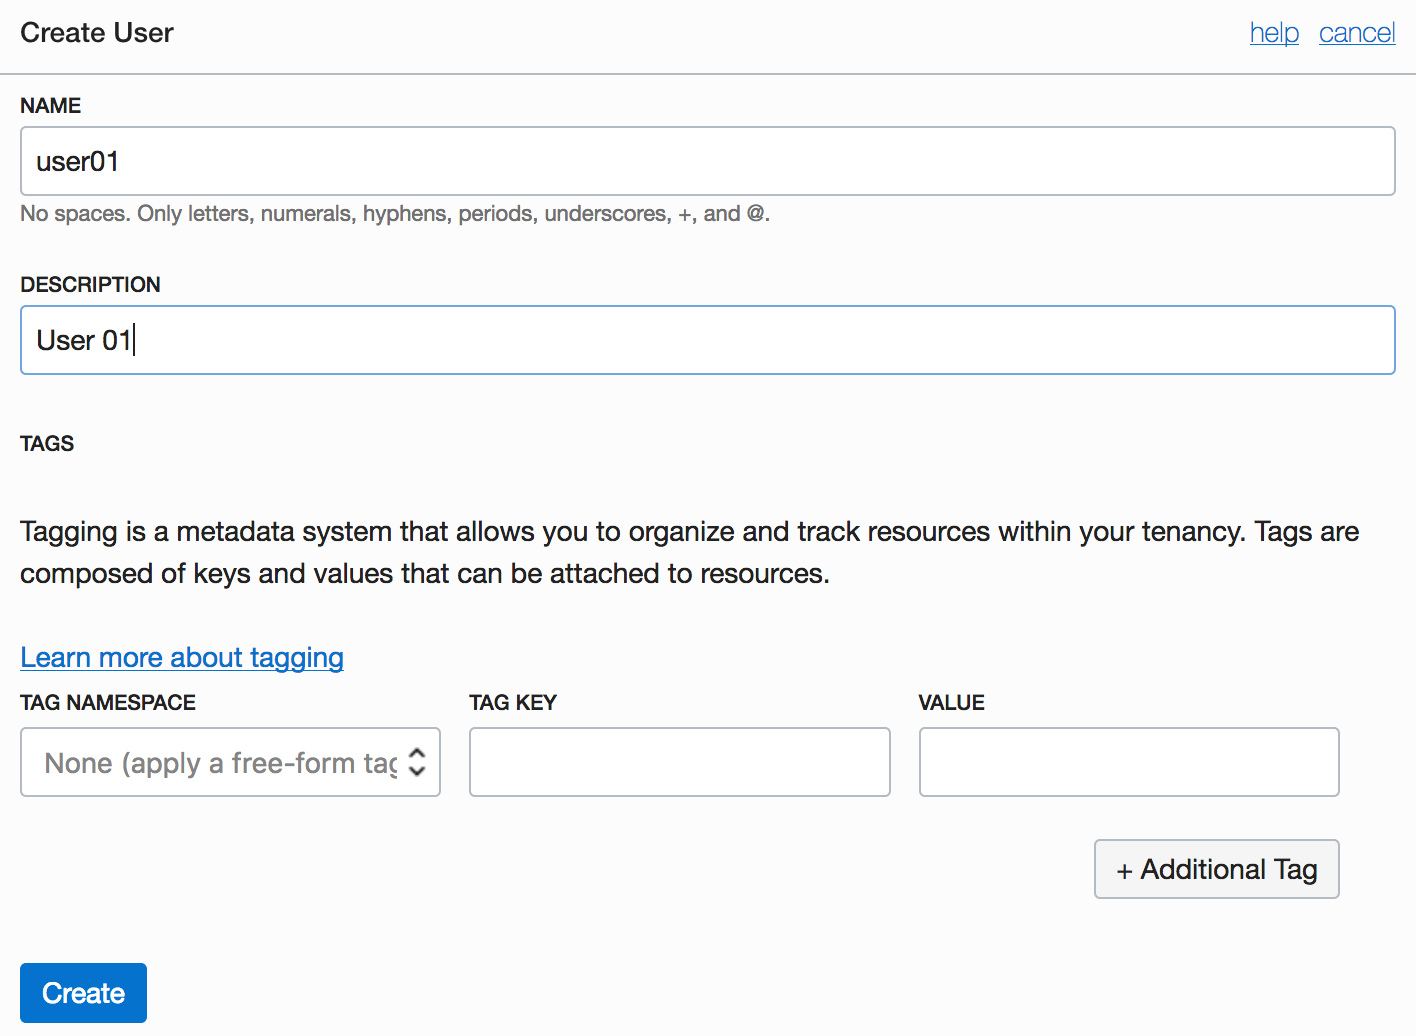 Create User
help cancel
NAME
user01
No spaces. Only letters, numerals, hyphens, periods, underscores, +, and @.
DESCRIPTION
User 01
TAGS
Tagging is a metadata system that allows you to organize and track resources within your tenancy. Tags are
composed of keys and values that can be attached to resources.
Learn more about tagging
TAG NAMESPACE TAG KEY VALUE
None (apply a free-form tag
+ Additional Tag
Create